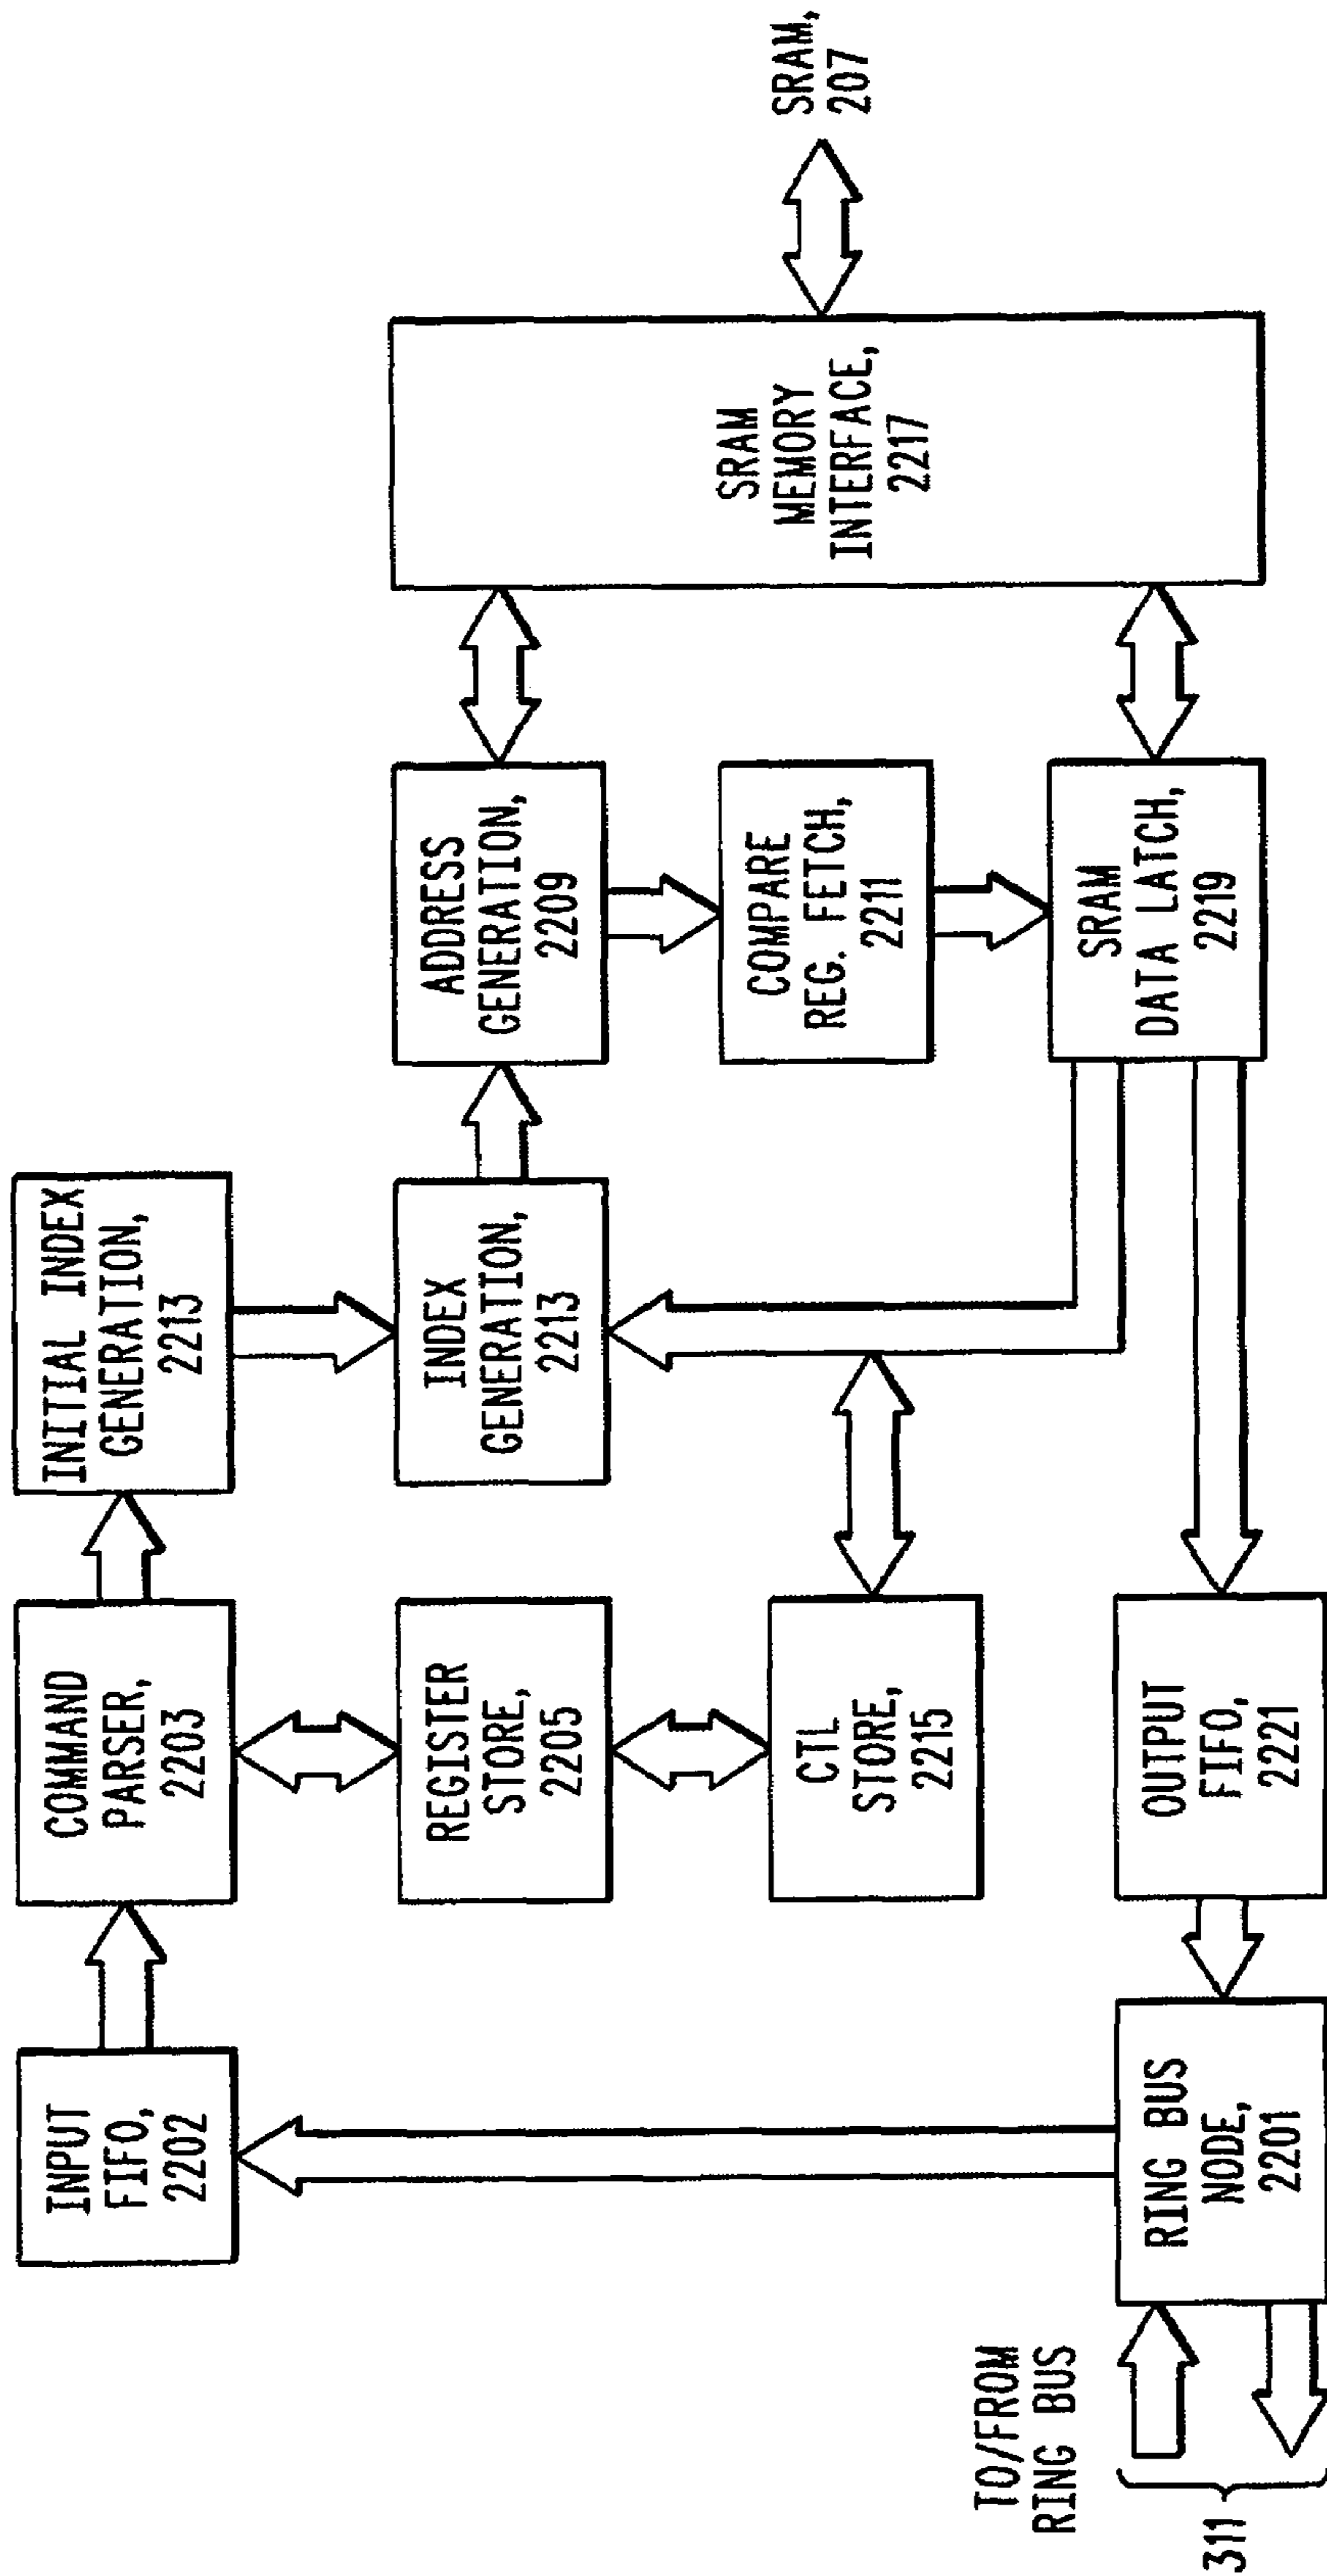 INPUT
FIFO,
2202
COMMAND
PARSER,
2203
INITIAL INDEX
GENERATION,
2213
REGISTER
STORE,
2205
INDEX
GENERATION,
2213
ADDRESS
GENERATION,
2209
SRAM
MEMORY
INTERFACE,
2217
SRAM,
207
CTL
STORE,
2215
COMPARE
REG. FETCH,
2211
TO/FROM
RING BUS
311
RING BUS
NODE,
2201
OUTPUT
FIFO,
2221
SRAM
DATA LATCH,
2219